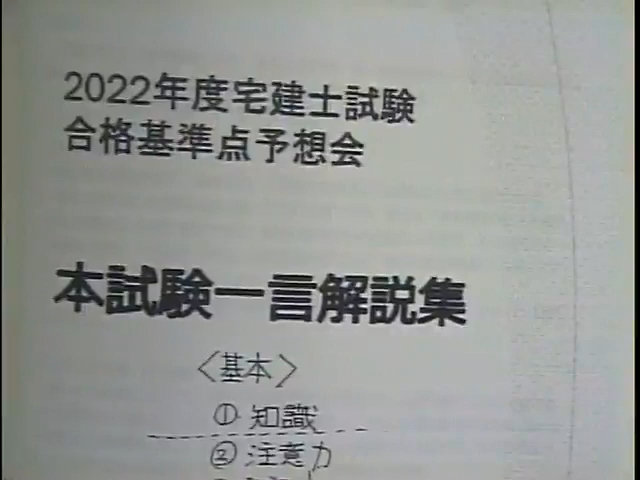 2022年度宅建士試験
合格基準点予想会
本試験一言解説集
〈基本〉
① 知識
② 注意力